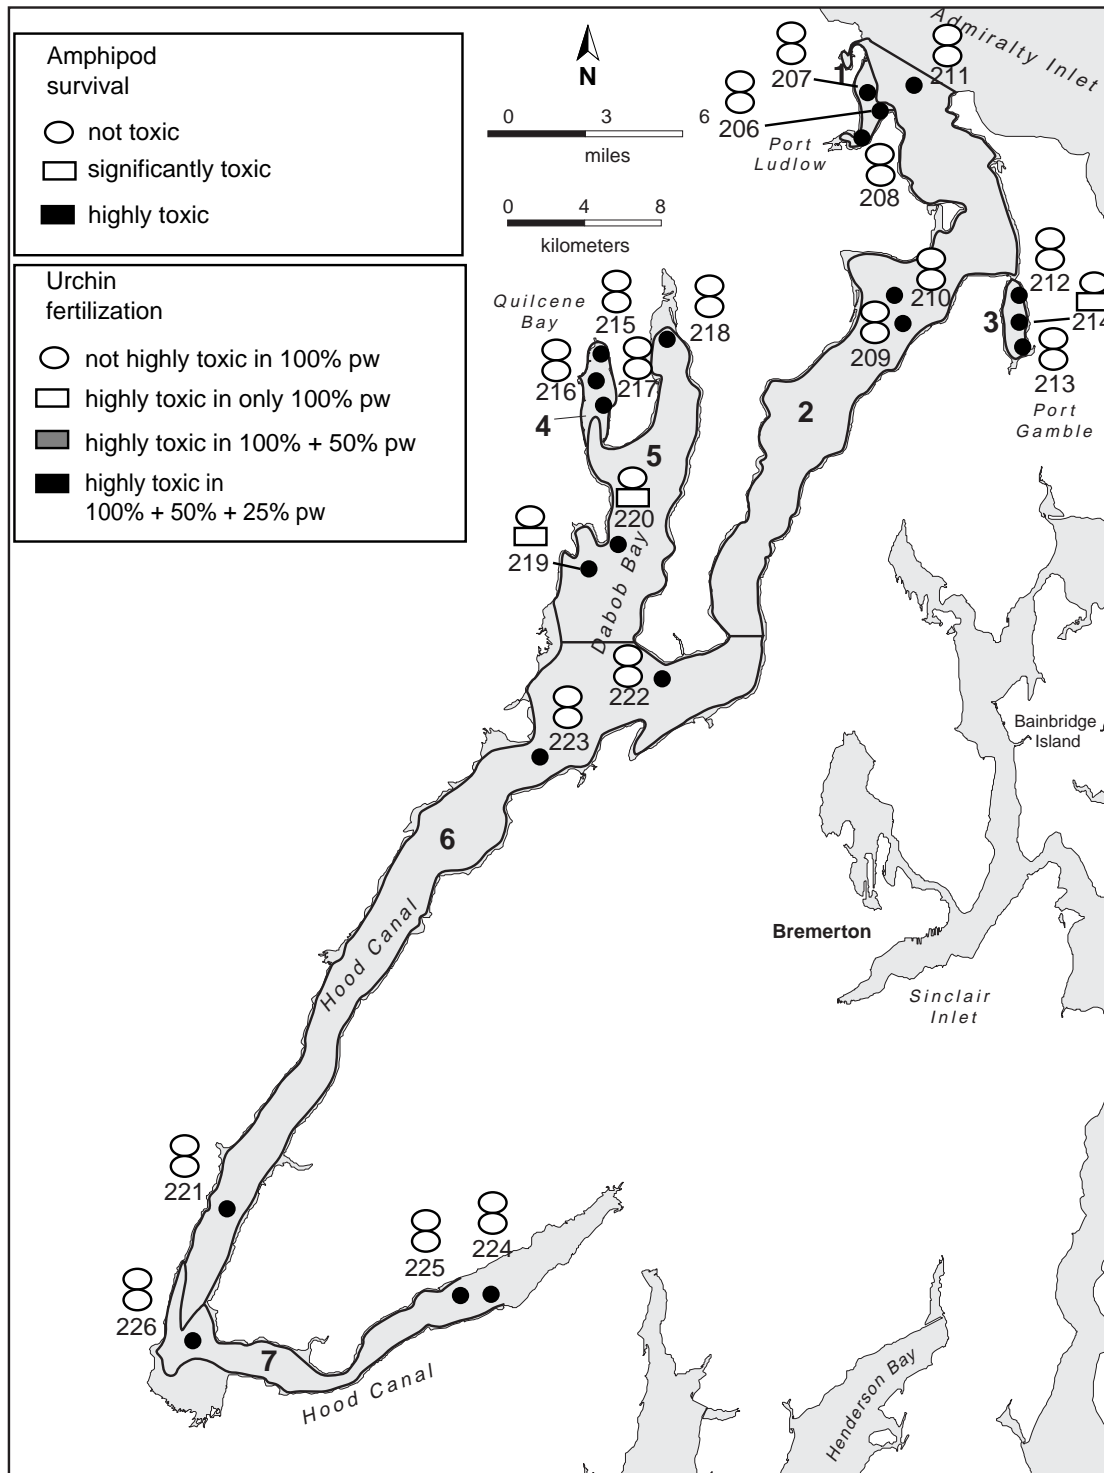 Amphipod
survival
not toxic
significantly toxic
highly toxic
Urchin
fertilization
not highly toxic in 100% pw
highly toxic in only 100% pw
highly toxic in 100% + 50% pw
highly toxic in
100% + 50% + 25% pw
N
0 3 6
miles
0 4 8
kilometers
Admiralty Inlet
207
1
211
206
Port
Ludlow
208
210
212
209
3
214
213
Port
Gamble
Quilcene
Bay
215
218
216
217
4
2
5
220
219
Dabob Bay
222
223
Bainbridge
Island
6
Hood Canal
Bremerton
Sinclair
Inlet
221
224
225
226
7
Hood Canal
Henderson Bay